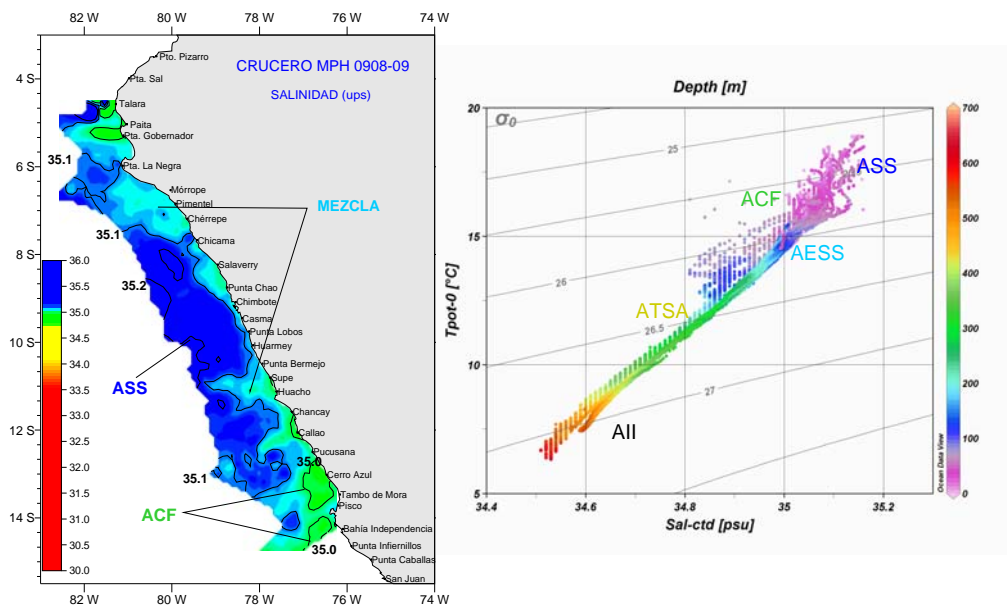 82 W 80 W 78 W 76 W 74 W
CRUCERO MPH 0908-09
SALINIDAD (ups)
4 S
6 S
8 S
10 S
12 S
14 S
Pto. Pizarro
Pta. Sal
Talara
Paita
Pta. Gobernador
Pta. La Negra
Mórrope
Pimentel
Chérrepe
Chicama
Salaverry
Punta Chao
Chimbote
Casma
Punta Lobos
Huarmey
Punta Bermejo
Supe
Huacho
Chancay
Callao
Pucusana
Cerro Azul
Tambo de Mora
Pisco
Bahía Independencia
Punta Infiernillos
Punta Caballas
San Juan
35.1
35.1
35.2
35.1
35.0
35.0
MEZCLA
ASS
ACF
36.0
35.5
35.0
34.5
34.0
33.5
33.0
32.5
32.0
31.5
31.0
30.5
30.0
82 W 80 W 78 W 76 W 74 W
Depth [m]
20
15
10
5
Tpot-0 [°C]
σ0
25
26
26.5
27
ASS
ACF
AESS
ATSA
AII
34.4 34.6 34.8 35 35.2
Sal-ctd [psu]
700
600
500
400
300
200
100
0
Ocean Data View